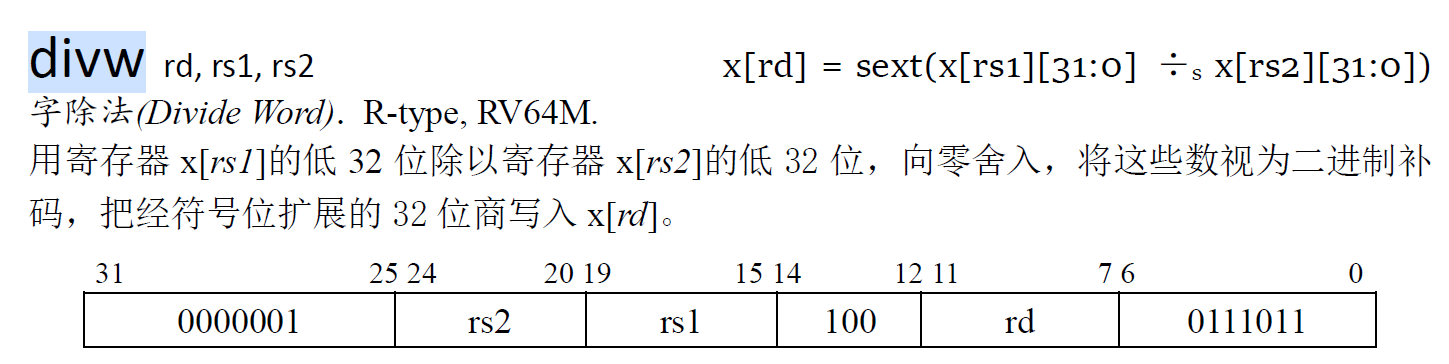 divw rd, rs1, rs2 x[rd] = sext(x[rs1][31:0] ÷s x[rs2][31:0])
字除法(Divide Word). R-type, RV64M.
用寄存器 x[rs1]的低 32 位除以寄存器 x[rs2]的低 32 位，向零舍入，将这些数视为二进制补
码，把经符号位扩展的 32 位商写入 x[rd]。
31 25 24 20 19 15 14 12 11 7 6 0
0000001 rs2 rs1 100 rd 0111011